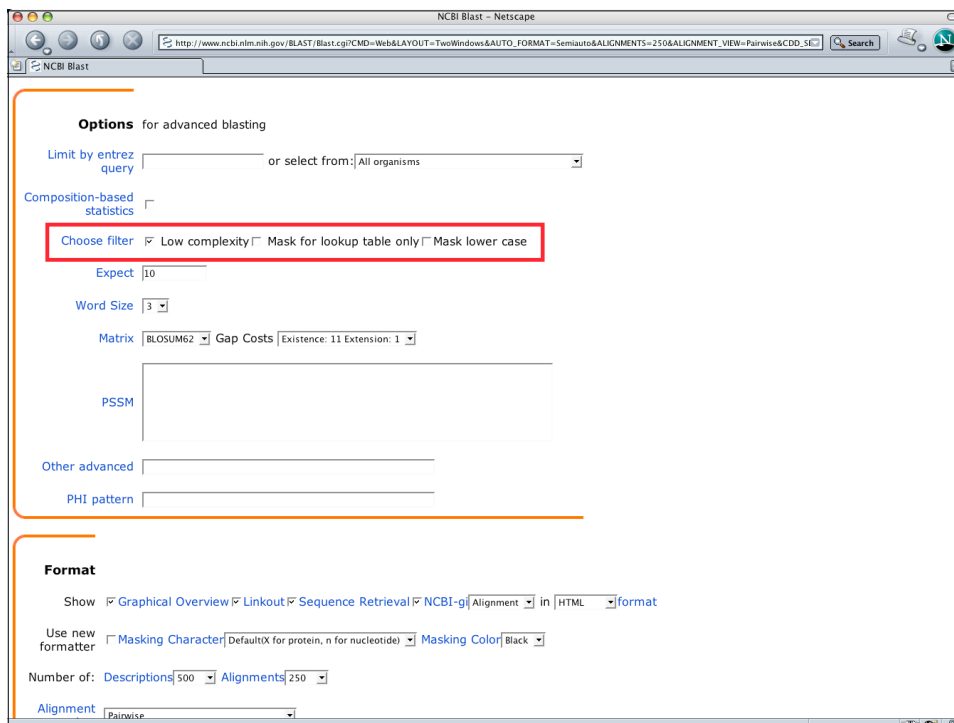 NCBI Blast – Netscape
http://www.ncbi.nlm.nih.gov/BLAST/Blast.cgi?CMD=Web&LAYOUT=TwoWindows&AUTO_FORMAT=Semiauto&ALIGNMENTS=250&ALIGNMENT_VIEW=Pairwise&CDD_SE Search N
NCBI Blast
Options for advanced blasting
Limit by entrez query or select from: All organisms
Composition-based statistics
Choose filter Low complexity Mask for lookup table only Mask lower case
Expect 10
Word Size 3
Matrix BLOSUM62 Gap Costs Existence: 11 Extension: 1
PSSM
Other advanced
PHI pattern
Format
Show Graphical Overview Linkout Sequence Retrieval NCBI-gi Alignment in HTML format
Use new formatter Masking Character Default(X for protein, n for nucleotide) Masking Color Black
Number of: Descriptions 500 Alignments 250
Alignment Pairwise